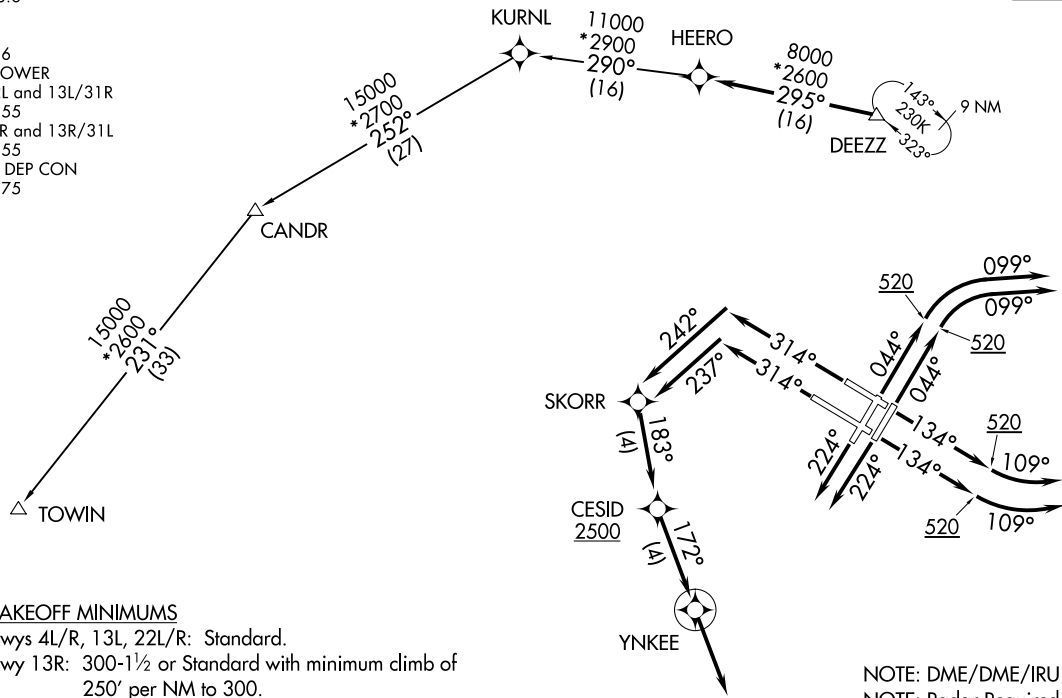 KURNL
11000
*2900
290°
(16)
HEERO
8000
*2600
295°
(16)
DEEZZ
143°
230K
323°
9 NM
6
OWER
L and 13L/31R
55
R and 13R/31L
55
DEP CON
75
15000
*2700
252°
(27)
CANDR
15000
*2600
231°
(33)
TOWIN
520
099°
099°
520
044°
044°
242°
237°
314°
314°
SKORR
183°
(4)
CESID
2500
172°
(4)
YNKEE
224°
224°
134°
134°
520
109°
520
109°
AKEOFF MINIMUMS
wys 4L/R, 13L, 22L/R: Standard.
wy 13R: 300-1½ or Standard with minimum climb of
250' per NM to 300.
NOTE: DME/DME/IRU
NOTE: Radar Required